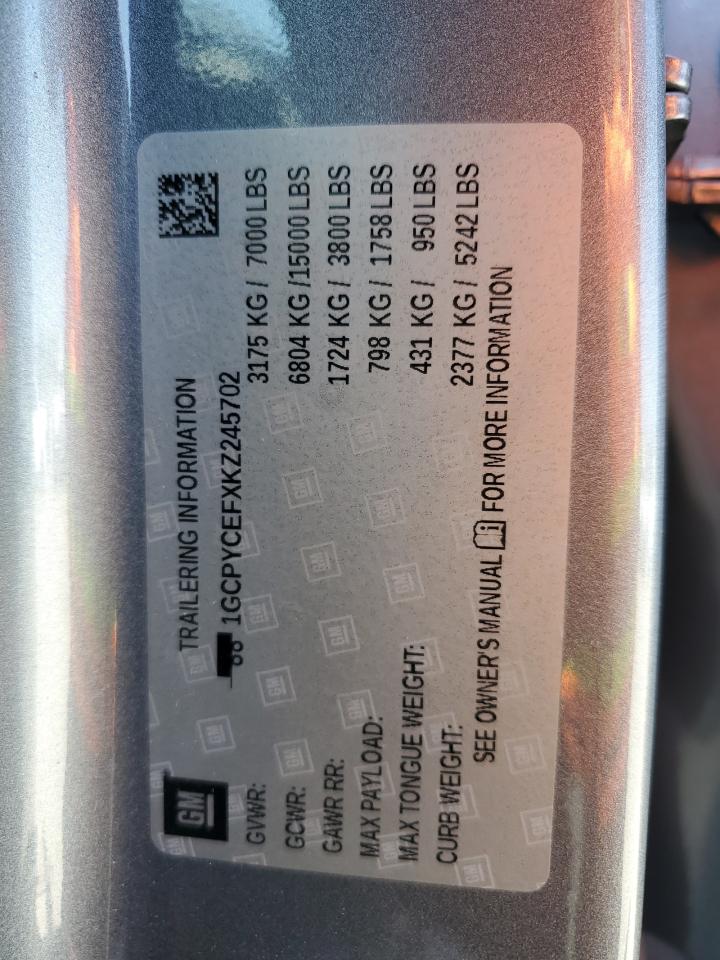 GM
TRAILERING INFORMATION
1GCPYCEFXKZ245702
GVWR: 3175 KG / 7000 LBS
GCWR: 6804 KG /15000 LBS
GAWR RR: 1724 KG / 3800 LBS
MAX PAYLOAD: 798 KG / 1758 LBS
MAX TONGUE WEIGHT: 431 KG / 950 LBS
CURB WEIGHT: 2377 KG / 5242 LBS
SEE OWNER'S MANUAL FOR MORE INFORMATION